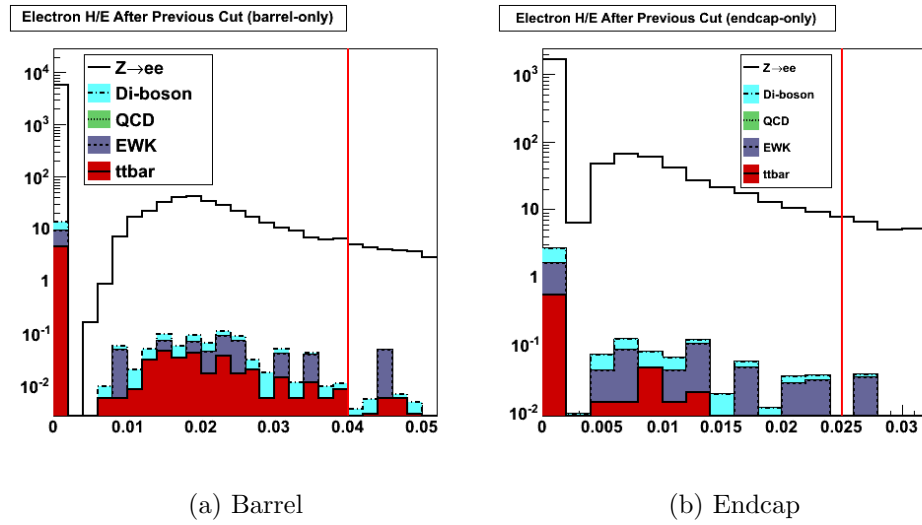 Electron H/E After Previous Cut (barrel-only)
Z→ee
Di-boson
QCD
EWK
ttbar
10⁴
10³
10²
10
1
10⁻¹
10⁻²
0 0.01 0.02 0.03 0.04 0.05
(a) Barrel
Electron H/E After Previous Cut (endcap-only)
Z→ee
Di-boson
QCD
EWK
ttbar
10³
10²
10
1
10⁻¹
10⁻²
0 0.005 0.01 0.015 0.02 0.025 0.03
(b) Endcap